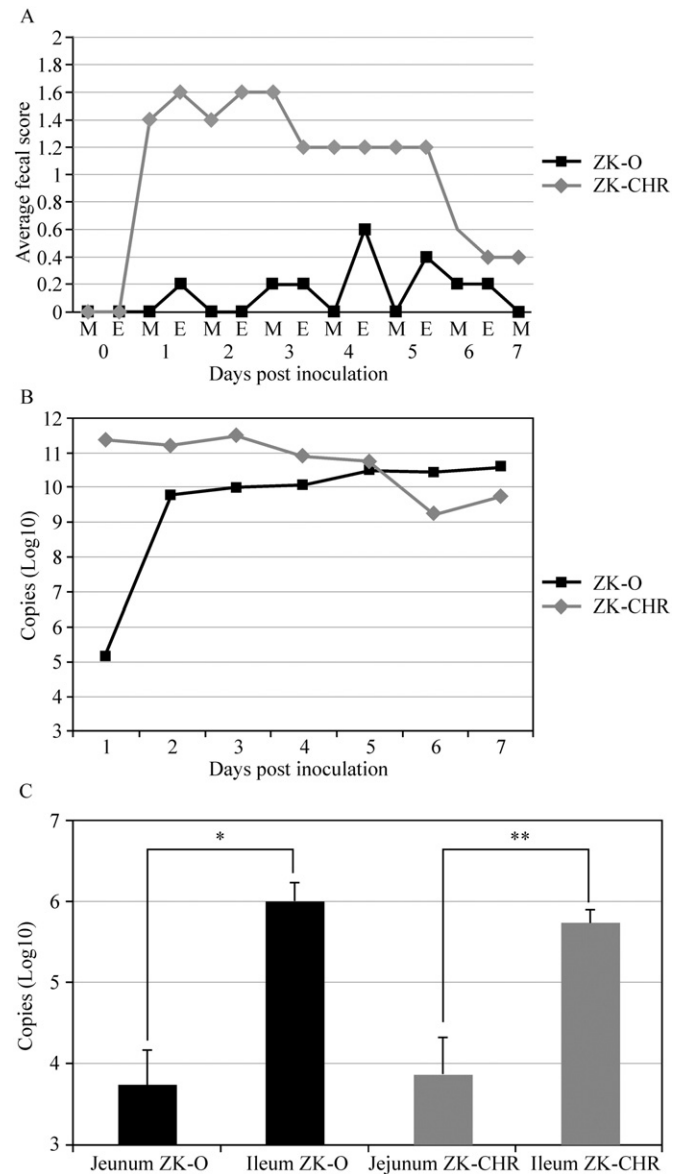 A
2
1.8
1.6
1.4
1.2
1
0.8
0.6
0.4
0.2
0
Average fecal score
M E M E M E M E M E M E M E M
0 1 2 3 4 5 6 7
Days post inoculation
ZK-O
ZK-CHR
B
12
11
10
9
8
7
6
5
4
3
Copies (Log10)
1 2 3 4 5 6 7
Days post inoculation
ZK-O
ZK-CHR
C
7
6
5
4
3
Copies (Log10)
* **
Jeunum ZK-O Ileum ZK-O Jejunum ZK-CHR Ileum ZK-CHR